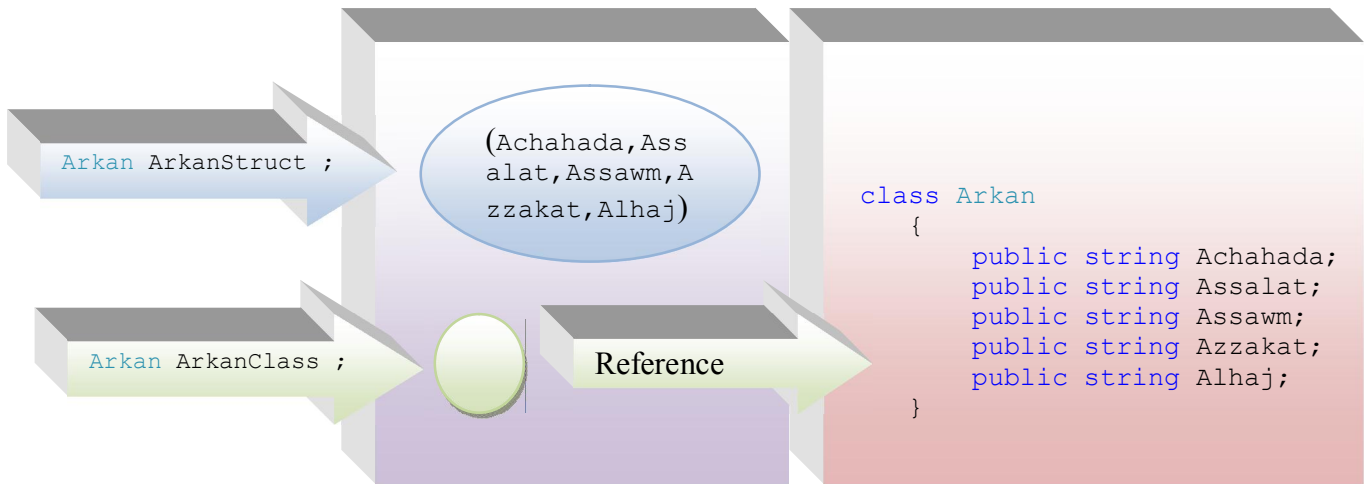 Arkan ArkanStruct ;
(Achahada,Ass
alat,Assawm,A
zzakat,Alhaj)
Arkan ArkanClass ;
Reference
class Arkan
{
public string Achahada;
public string Assalat;
public string Assawm;
public string Azzakat;
public string Alhaj;
}